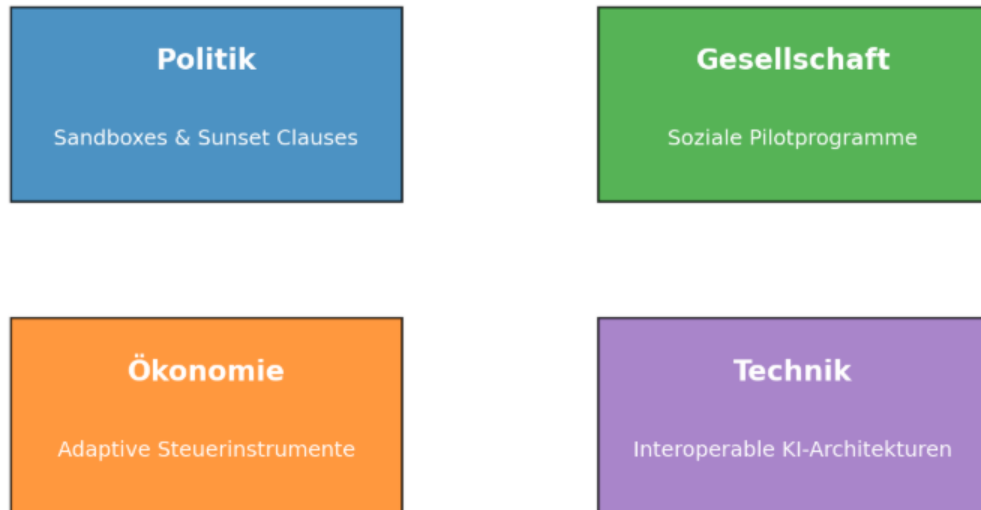 Politik
Sandboxes & Sunset Clauses
Gesellschaft
Soziale Pilotprogramme
Ökonomie
Adaptive Steuerinstrumente
Technik
Interoperable KI-Architekturen